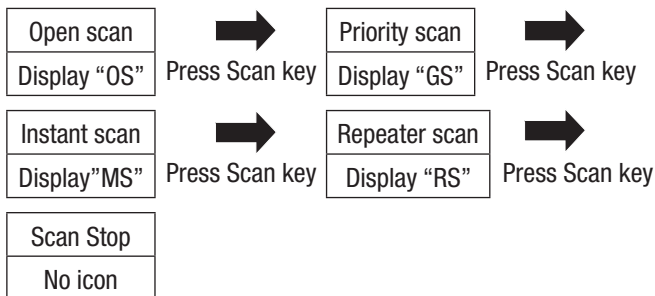 Open scan
Priority scan
Display “OS”
Press Scan key
Display “GS”
Press Scan key
Instant scan
Repeater scan
Display”MS”
Press Scan key
Display “RS”
Press Scan key
Scan Stop
No icon